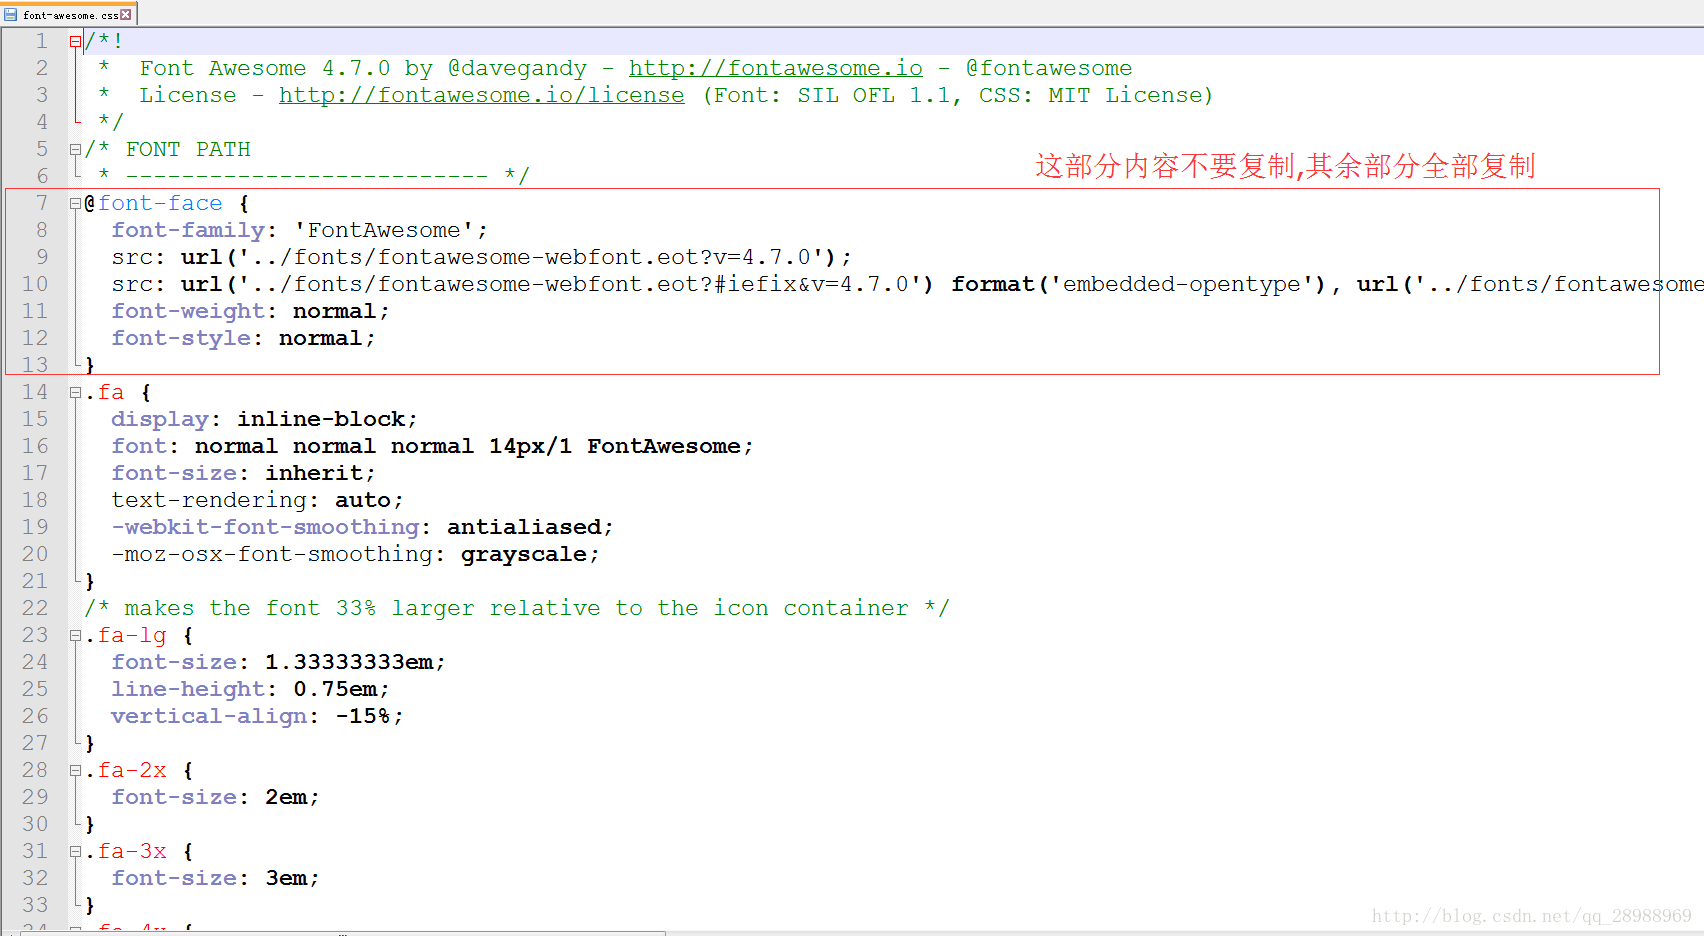 font-awesome.css
1 /*!
2  *  Font Awesome 4.7.0 by @davegandy - http://fontawesome.io - @fontawesome
3  *  License - http://fontawesome.io/license (Font: SIL OFL 1.1, CSS: MIT License)
4  */
5 /* FONT PATH
这部分内容不要复制,其余部分全部复制
6  * -------------------------- */
7 @font-face {
8   font-family: 'FontAwesome';
9   src: url('../fonts/fontawesome-webfont.eot?v=4.7.0');
10   src: url('../fonts/fontawesome-webfont.eot?#iefix&v=4.7.0') format('embedded-opentype'), url('../fonts/fontawesome
11   font-weight: normal;
12   font-style: normal;
13 }
14 .fa {
15   display: inline-block;
16   font: normal normal normal 14px/1 FontAwesome;
17   font-size: inherit;
18   text-rendering: auto;
19   -webkit-font-smoothing: antialiased;
20   -moz-osx-font-smoothing: grayscale;
21 }
22 /* makes the font 33% larger relative to the icon container */
23 .fa-lg {
24   font-size: 1.33333333em;
25   line-height: 0.75em;
26   vertical-align: -15%;
27 }
28 .fa-2x {
29   font-size: 2em;
30 }
31 .fa-3x {
32   font-size: 3em;
33 }
34 .fa-4x {
http://blog.csdn.net/qq_28988969